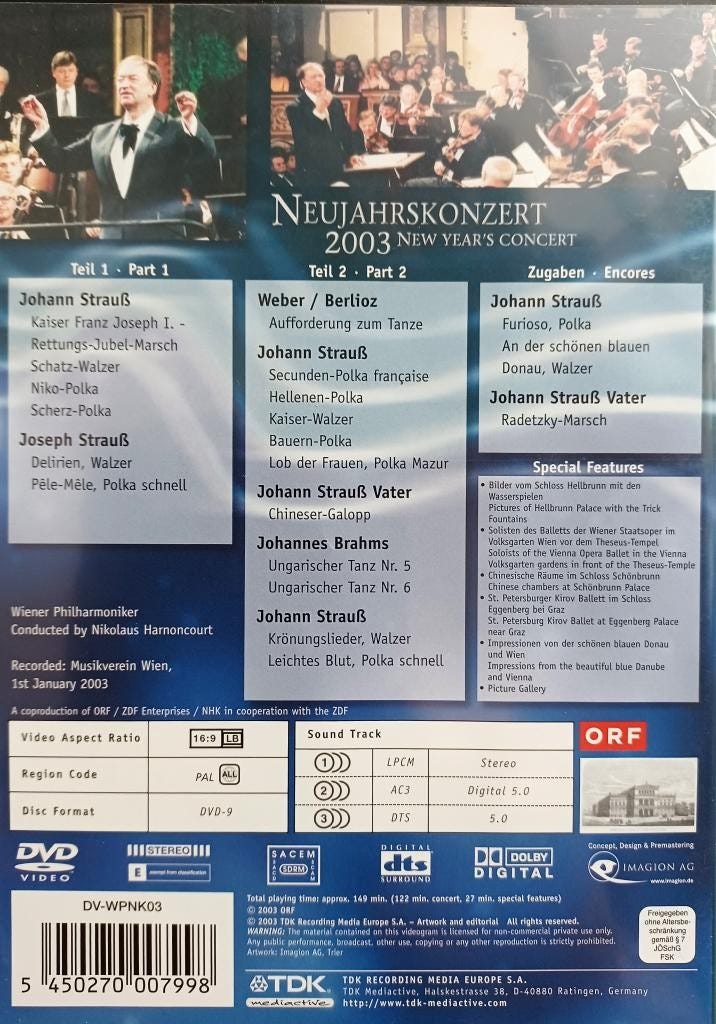 NEUJAHRSKONZERT
2003 NEW YEAR'S CONCERT
Teil 1 · Part 1
Johann Strauß
Kaiser Franz Joseph I. -
Rettungs-Jubel-Marsch
Schatz-Walzer
Niko-Polka
Scherz-Polka
Joseph Strauß
Delirien, Walzer
Pêle-Mêle, Polka schnell
Teil 2 · Part 2
Weber / Berlioz
Aufforderung zum Tanze
Johann Strauß
Secunden-Polka française
Hellenen-Polka
Kaiser-Walzer
Bauern-Polka
Lob der Frauen, Polka Mazur
Johann Strauß Vater
Chineser-Galopp
Johannes Brahms
Ungarischer Tanz Nr. 5
Ungarischer Tanz Nr. 6
Johann Strauß
Krönungslieder, Walzer
Leichtes Blut, Polka schnell
Zugaben · Encores
Johann Strauß
Furioso, Polka
An der schönen blauen
Donau, Walzer
Johann Strauß Vater
Radetzky-Marsch
Special Features
• Bilder vom Schloss Hellbrunn mit den
Wasserspielen
Pictures of Hellbrunn Palace with the Trick
Fountains
• Solisten des Balletts der Wiener Staatsoper im
Volksgarten Wien vor dem Theseus-Tempel
Soloists of the Vienna Opera Ballet in the Vienna
Volksgarten gardens in front of the Theseus-Temple
• Chinesische Räume im Schloss Schönbrunn
Chinese chambers at Schönbrunn Palace
• St. Petersburger Kirov Ballett im Schloss
Eggenberg bei Graz
St. Petersburg Kirov Ballet at Eggenberg Palace
near Graz
• Impressionen von der schönen blauen Donau
und Wien
Impressions from the beautiful blue Danube
and Vienna
• Picture Gallery
Wiener Philharmoniker
Conducted by Nikolaus Harnoncourt
Recorded: Musikverein Wien,
1st January 2003
A coproduction of ORF / ZDF Enterprises / NHK in cooperation with the ZDF
Video Aspect Ratio 16:9 LB
Region Code PAL ALL
Disc Format DVD-9
Sound Track
1 LPCM Stereo
2 AC3 Digital 5.0
3 DTS 5.0
ORF
DVD
VIDEO
STEREO
E exempt from classification
SACEM
SACD
SDRM
SCAM
DIGITAL
dts
SURROUND
DOLBY
DIGITAL
Concept, Design & Premastering
IMAGION AG
www.imagion.de
DV-WPNK03
5 450270 007998
Total playing time: approx. 149 min. (122 min. concert, 27 min. special features)
© 2003 ORF
© 2003 TDK Recording Media Europe S.A. – Artwork and editorial All rights reserved.
WARNING: The material contained on this videogram is licensed for non-commercial private use only.
Any public performance, broadcast, other use, copying or any other reproduction is strictly prohibited.
Artwork: Imagion AG, Trier
Freigegeben
ohne Altersbe-
schränkung
gemäß § 7
JÖSchG
FSK
TDK
mediactive
TDK RECORDING MEDIA EUROPE S.A.
TDK Mediactive, Halskestrasse 38, D-40880 Ratingen, Germany
http://www.tdk-mediactive.com